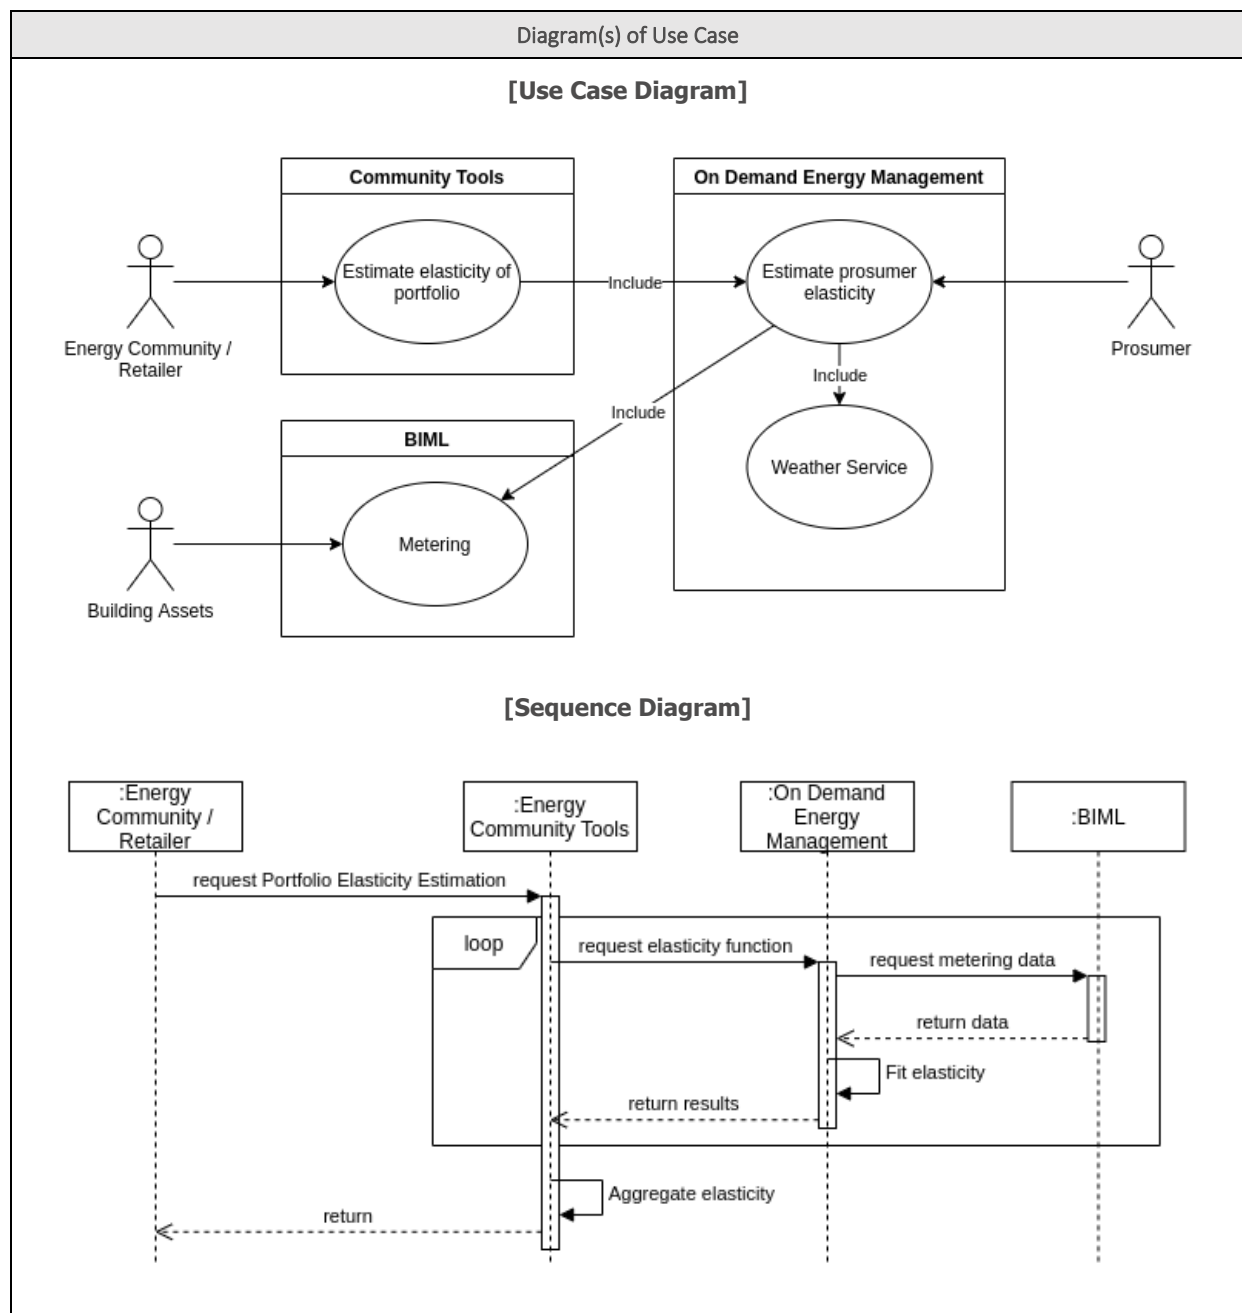 Diagram(s) of Use Case
[Use Case Diagram]
Community Tools
On Demand Energy Management
Estimate elasticity of
portfolio
Include
Estimate prosumer
elasticity
Energy Community /
Retailer
Prosumer
Include
Include
BIML
Weather Service
Metering
Building Assets
[Sequence Diagram]
:Energy
Community /
Retailer
:Energy
Community Tools
:On Demand
Energy
Management
:BIML
request Portfolio Elasticity Estimation
loop
request elasticity function
request metering data
return data
Fit elasticity
return results
Aggregate elasticity
return